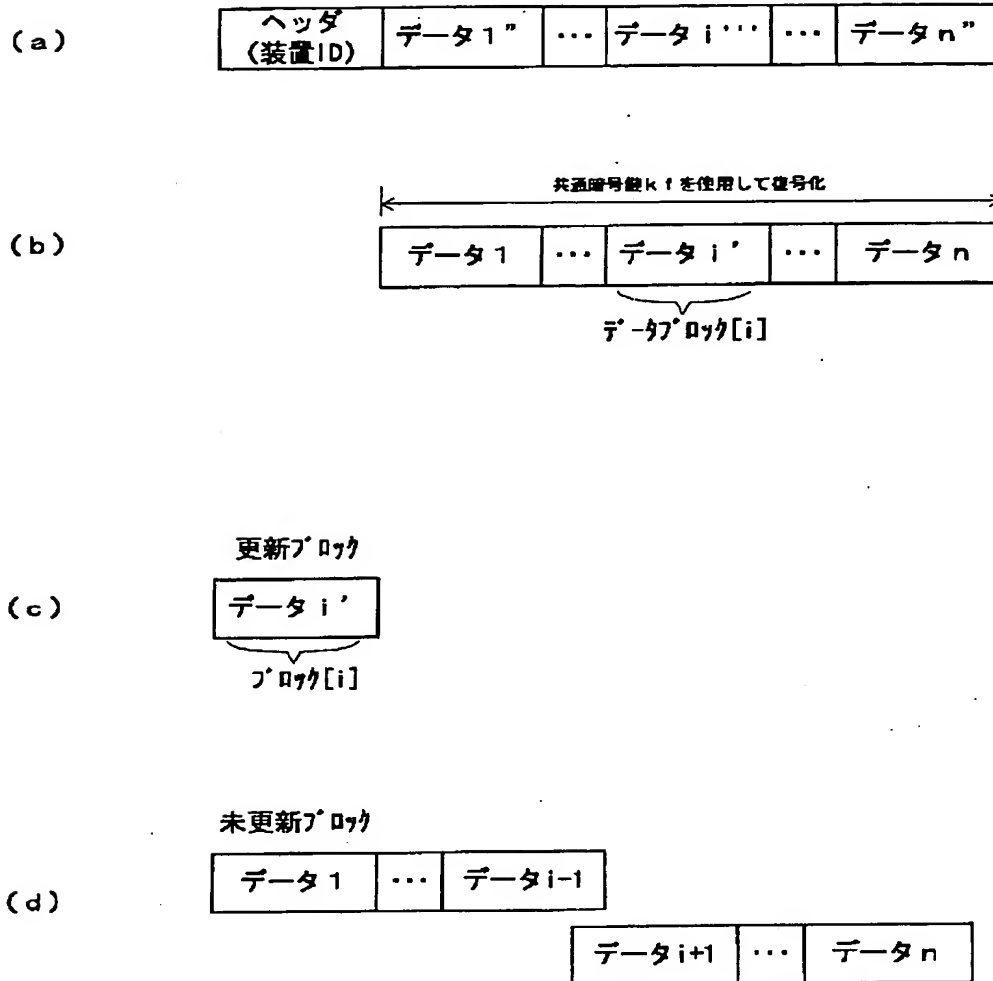 (a)
ヘッダ
(装置ID)
データ1” ··· データi''' ··· データn”
共通暗号鍵kfを使用して復号化
(b)
データ1 ··· データi' ··· データn
ﾃﾞｰﾀﾌﾞﾛｯｸ[i]
更新ﾌﾞﾛｯｸ
(c)
データi'
ﾌﾞﾛｯｸ[i]
未更新ﾌﾞﾛｯｸ
(d)
データ1 ··· データi-1
データi+1 ··· データn